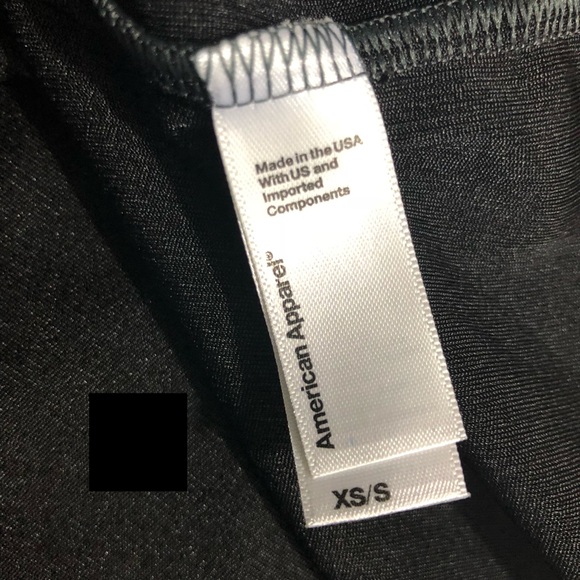 Made in the USA
With US and
Imported
Components
American Apparel®
XS/S